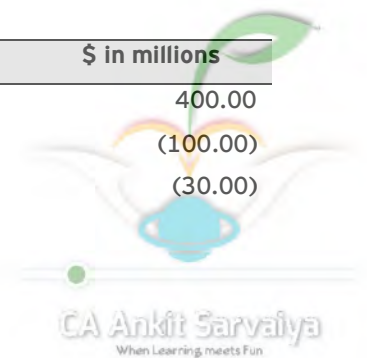 $ in millions
400.00
(100.00)
(30.00)
CA Ankit Sarvaiya
When Learning meets Fun